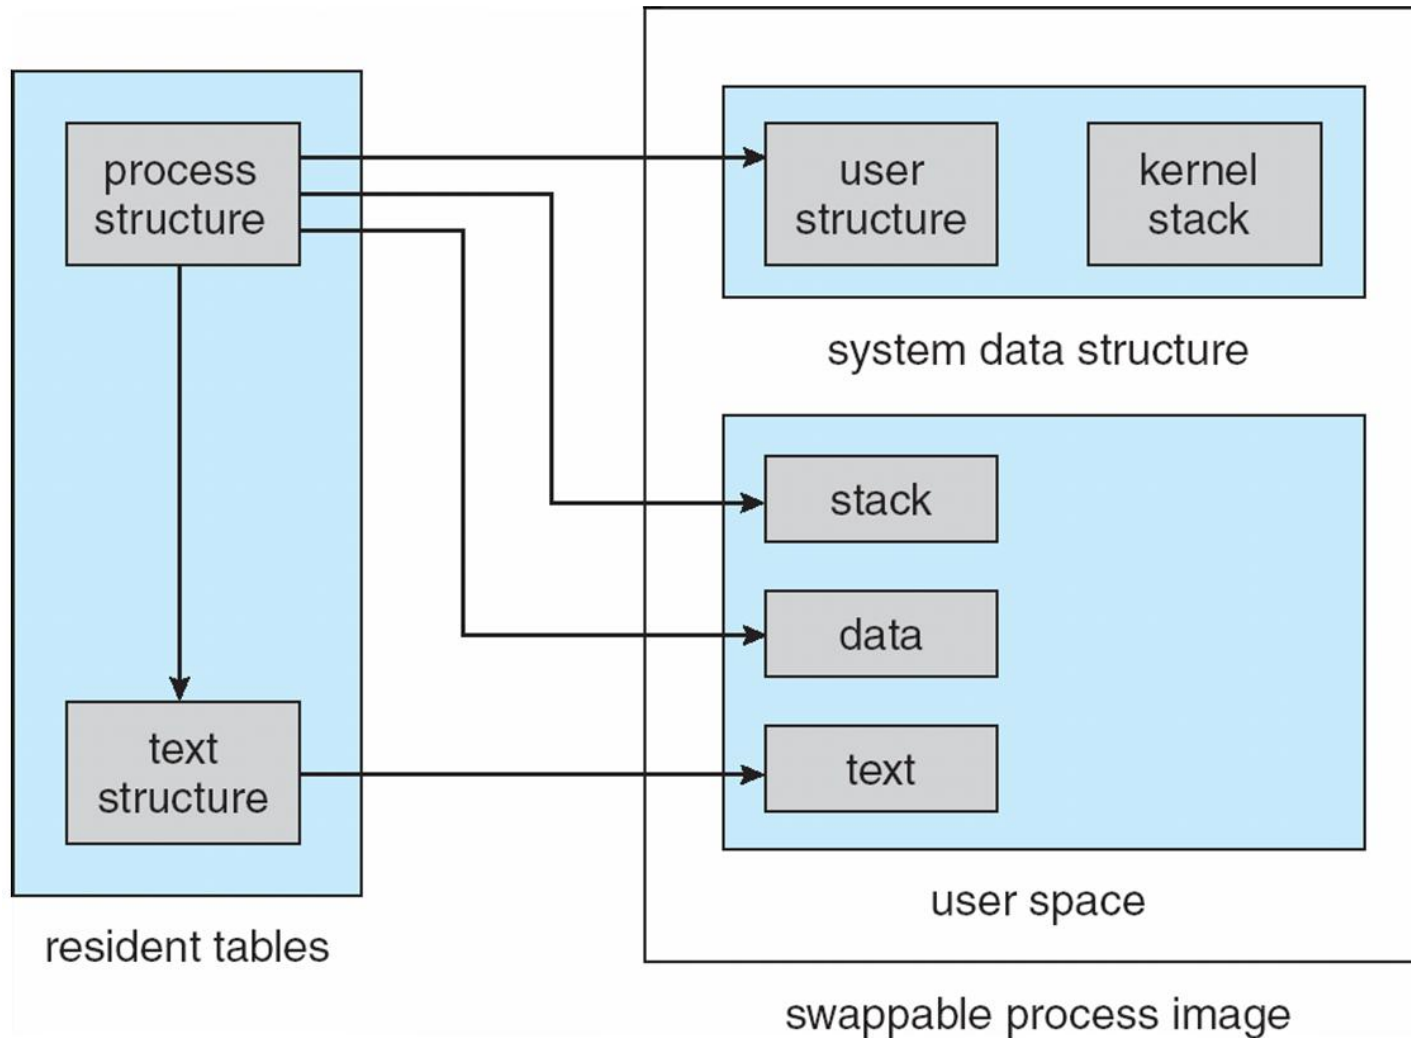 process
structure
text
structure
resident tables
user
structure
kernel
stack
system data structure
stack
data
text
user space
swappable process image